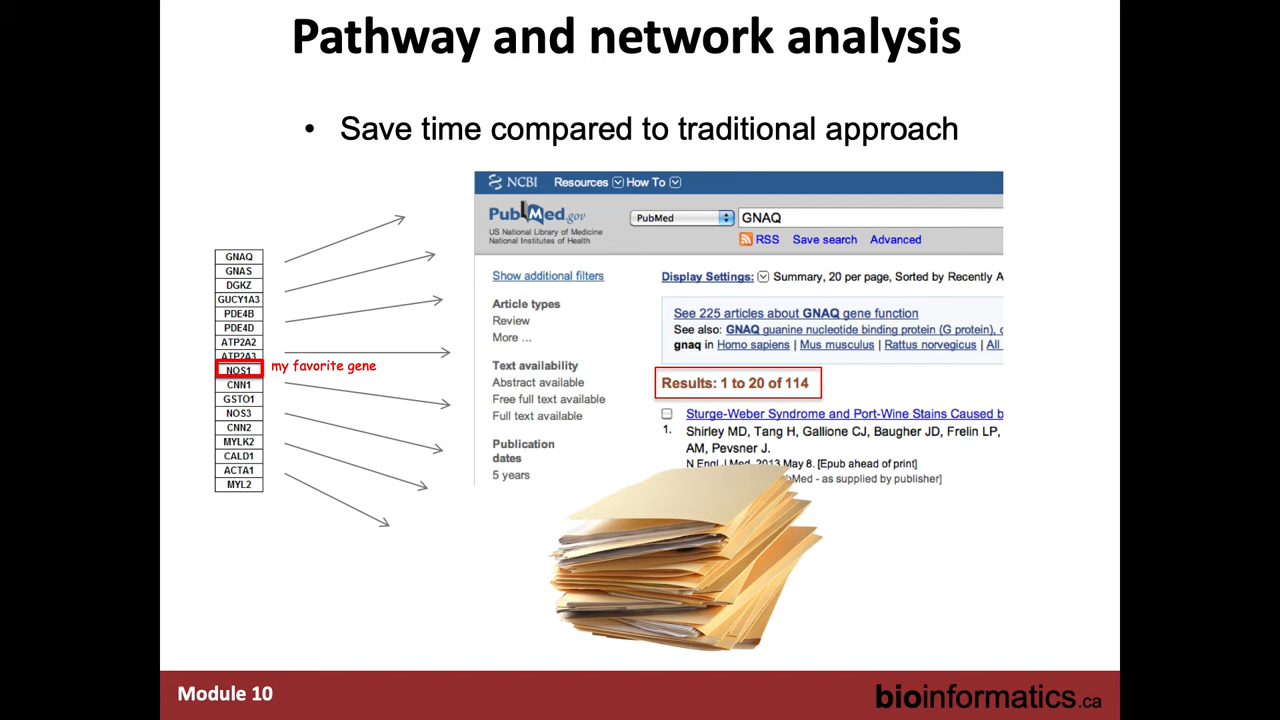 Pathway and network analysis
• Save time compared to traditional approach
NCBI Resources How To
PubMed.gov
US National Library of Medicine
National Institutes of Health
PubMed
GNAQ
RSS Save search Advanced
Show additional filters
Article types
Review
More ...
Text availability
Abstract available
Free full text available
Full text available
Publication
dates
5 years
Display Settings: Summary, 20 per page, Sorted by Recently A
See 225 articles about GNAQ gene function
See also: GNAQ guanine nucleotide binding protein (G protein),
gnaq in Homo sapiens | Mus musculus | Rattus norvegicus | All
Results: 1 to 20 of 114
Sturge-Weber Syndrome and Port-Wine Stains Caused b
1. Shirley MD, Tang H, Gallione CJ, Baugher JD, Frelin LP,
AM, Pevsner J.
N Engl J Med. 2013 May 8. [Epub ahead of print]
bMed - as supplied by publisher]
GNAQ
GNAS
DGKZ
GUCY1A3
PDE4B
PDE4D
ATP2A2
ATP2A3
NOS1 my favorite gene
CNN1
GSTO1
NOS3
CNN2
MYLK2
CALD1
ACTA1
MYL2
Module 10
bioinformatics.ca